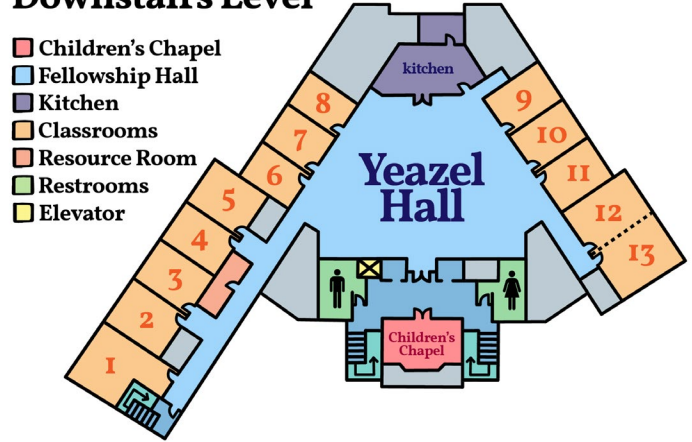 Downstairs Level
Children's Chapel
Fellowship Hall
Kitchen
Classrooms
Resource Room
Restrooms
Elevator
kitchen
8
9
7
10
6
11
Yeazel
Hall
5
12
4
13
3
2
Children's
Chapel
1